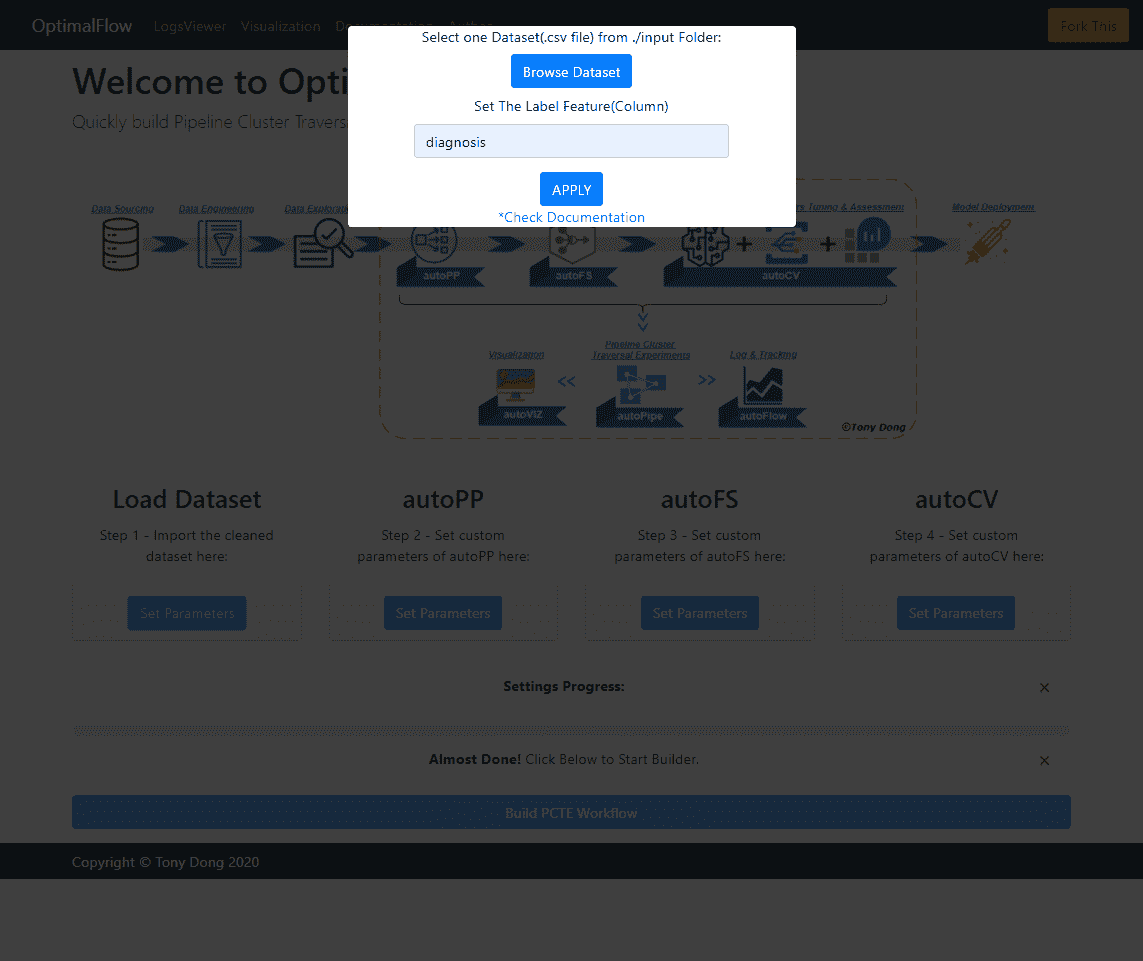 OptimalFlow LogsViewer Visualization Documentation Author Fork This
Select one Dataset(.csv file) from ./input Folder:
Browse Dataset
Set The Label Feature(Column)
diagnosis
APPLY
*Check Documentation
Welcome to Opti
Quickly build Pipeline Cluster Travers
Data Sourcing Data Engineering Data Explorati rs Tuning & Assessment Model Deployment
autoPP autoFS autoCV
Visualization Pipeline Cluster
Traversal Experiments Log & Tracking
autoVIZ autoPipe autoFlow
©Tony Dong
Load Dataset autoPP autoFS autoCV
Step 1 - Import the cleaned Step 2 - Set custom Step 3 - Set custom Step 4 - Set custom
dataset here: parameters of autoPP here: parameters of autoFS here: parameters of autoCV here:
Set Parameters Set Parameters Set Parameters Set Parameters
Settings Progress: ×
Almost Done! Click Below to Start Builder. ×
Build PCTE Workflow
Copyright © Tony Dong 2020